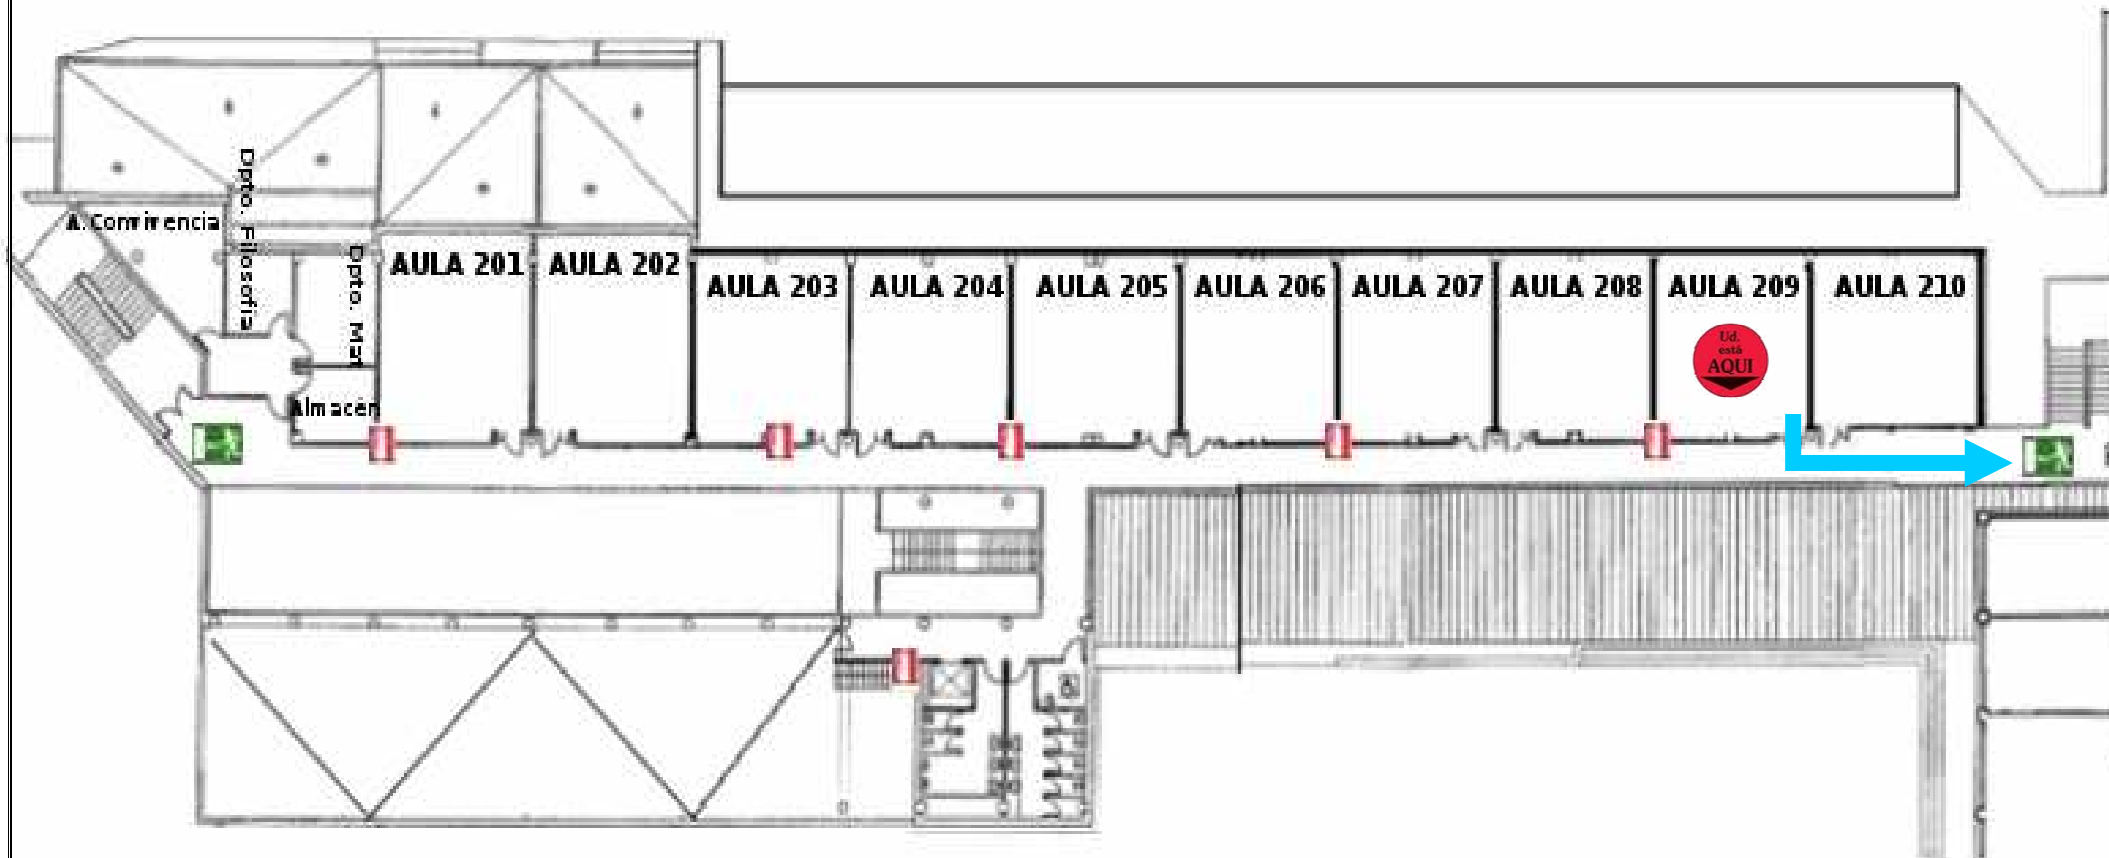 A. Convivencia
Dpto. Filosofía
Dpto. Mat
Almacén
AULA 201
AULA 202
AULA 203
AULA 204
AULA 205
AULA 206
AULA 207
AULA 208
AULA 209
AULA 210
Ud.
está
AQUI